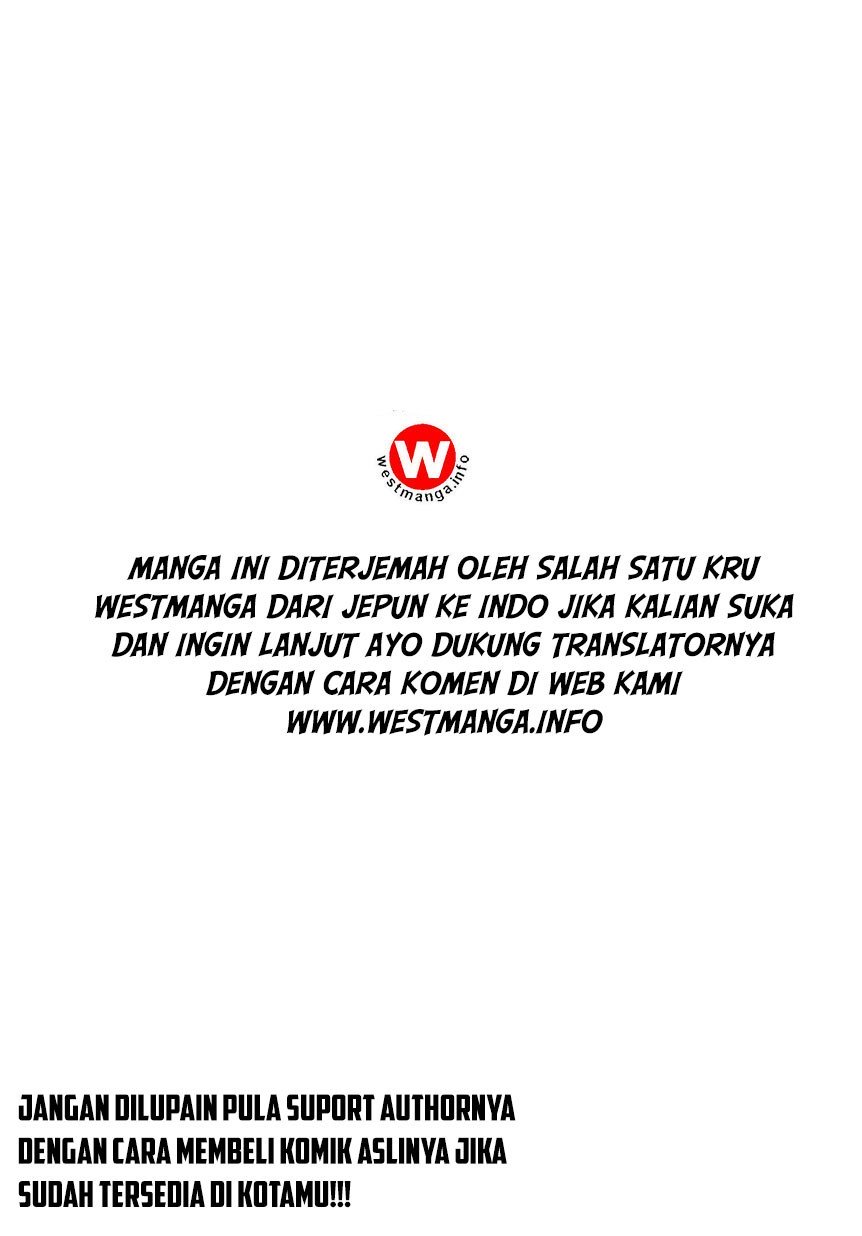 W
westmanga.info
MANGA INI DITERJEMAH OLEH SALAH SATU KRU
WESTMANGA DARI JEPUN KE INDO JIKA KALIAN SUKA
DAN INGIN LANJUT AYO DUKUNG TRANSLATORNYA
DENGAN CARA KOMEN DI WEB KAMI
WWW.WESTMANGA.INFO
JANGAN DILUPAIN PULA SUPORT AUTHORNYA
DENGAN CARA MEMBELI KOMIK ASLINYA JIKA
SUDAH TERSEDIA DI KOTAMU!!!